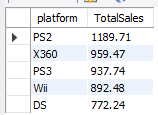 platform TotalSales
PS2 1189.71
X360 959.47
PS3 937.74
Wii 892.48
DS 772.24